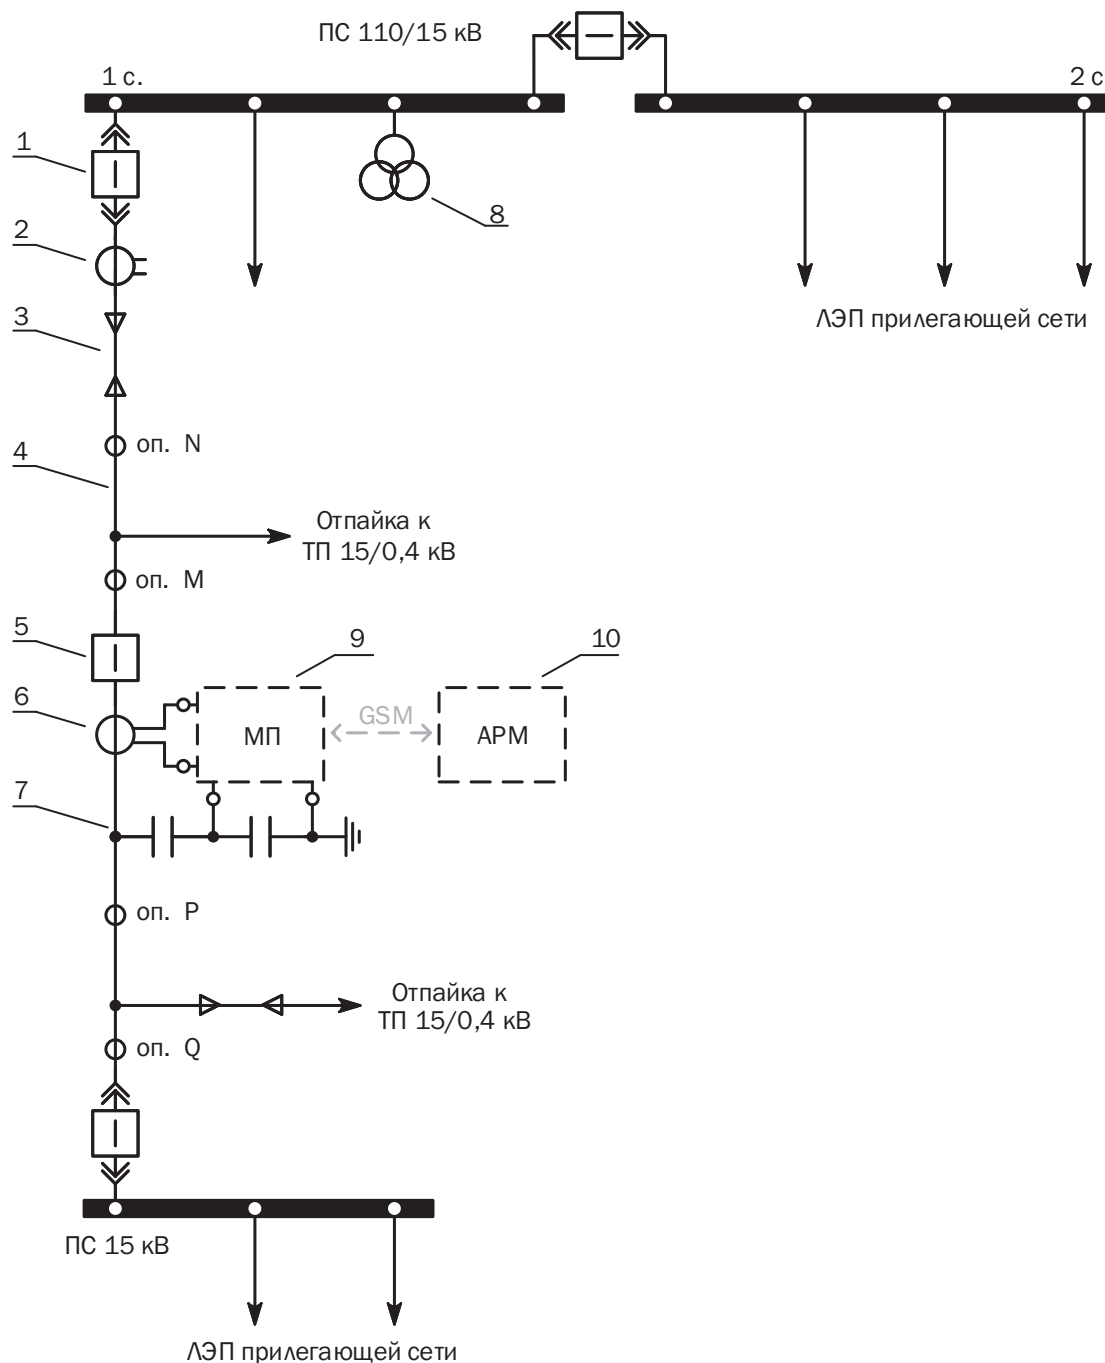 ПС 110/15 кВ
1 с.
2 с
1
2
8
3
ЛЭП прилегающей сети
оп. N
4
Отпайка к
ТП 15/0,4 кВ
оп. M
5
9
10
6
МП
GSM
АРМ
7
оп. P
Отпайка к
ТП 15/0,4 кВ
оп. Q
ПС 15 кВ
ЛЭП прилегающей сети